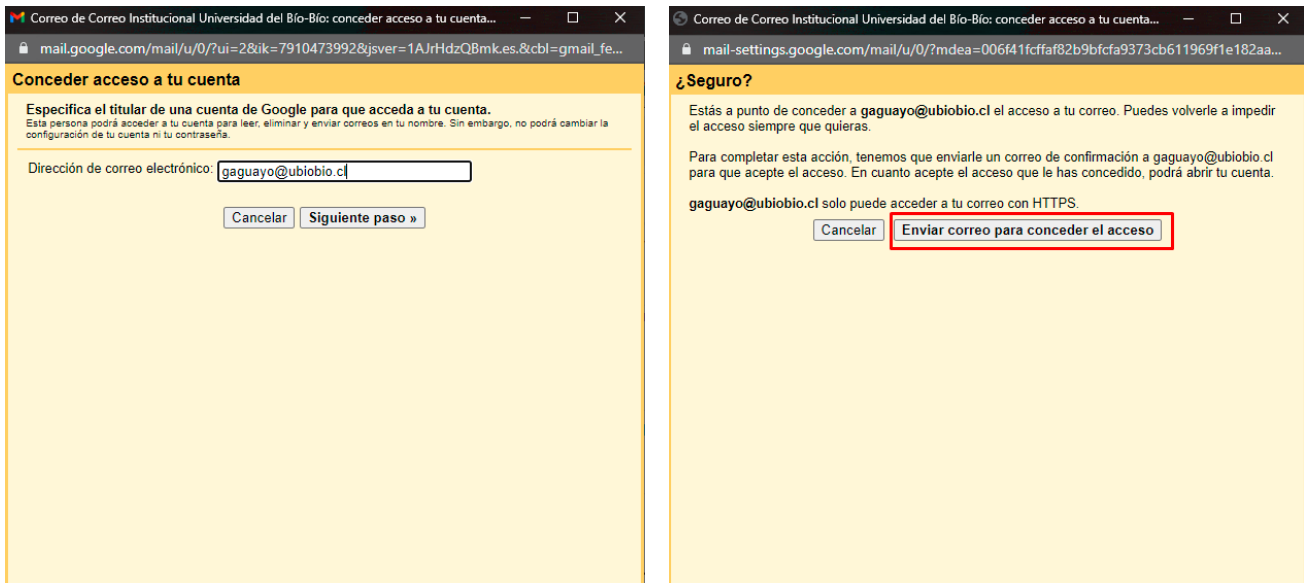 Correo de Correo Institucional Universidad del Bío-Bío: conceder acceso a tu cuenta...
mail.google.com/mail/u/0/?ui=2&ik=7910473992&jsver=1AJrHdzQBmk.es.&cbl=gmail_fe...
Conceder acceso a tu cuenta
Especifica el titular de una cuenta de Google para que acceda a tu cuenta.
Esta persona podrá acceder a tu cuenta para leer, eliminar y enviar correos en tu nombre. Sin embargo, no podrá cambiar la
configuración de tu cuenta ni tu contraseña.
Dirección de correo electrónico: gaguayo@ubiobio.cl
Cancelar Siguiente paso »
Correo de Correo Institucional Universidad del Bío-Bío: conceder acceso a tu cuenta...
mail-settings.google.com/mail/u/0/?mdea=006f41fcffaf82b9bfcfa9373cb611969f1e182aa...
¿Seguro?
Estás a punto de conceder a gaguayo@ubiobio.cl el acceso a tu correo. Puedes volverle a impedir
el acceso siempre que quieras.
Para completar esta acción, tenemos que enviarle un correo de confirmación a gaguayo@ubiobio.cl
para que acepte el acceso. En cuanto acepte el acceso que le has concedido, podrá abrir tu cuenta.
gaguayo@ubiobio.cl solo puede acceder a tu correo con HTTPS.
Cancelar Enviar correo para conceder el acceso